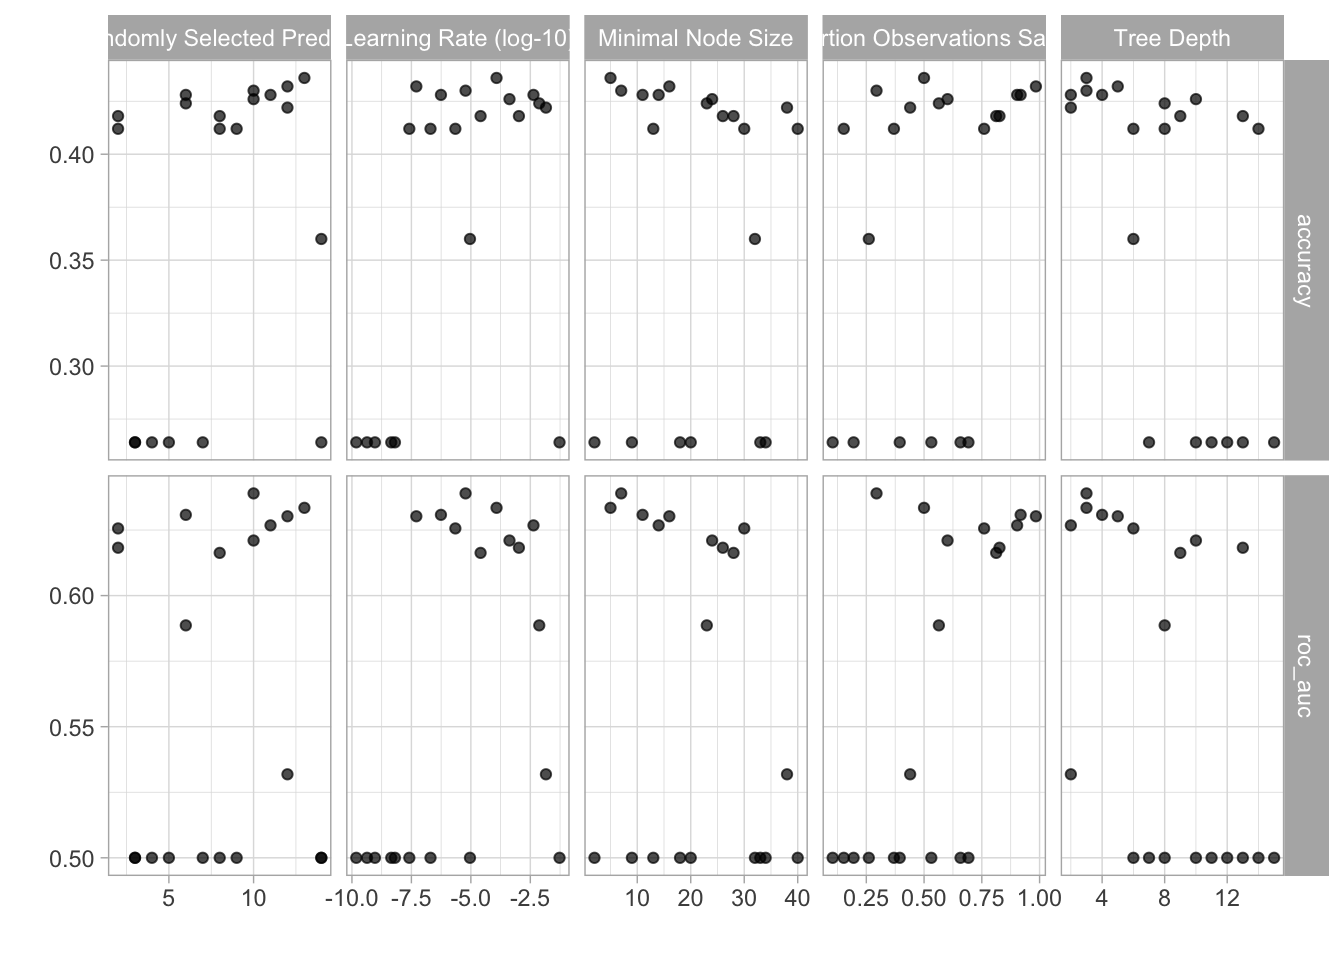 ndomly Selected Pred
Learning Rate (log-10)
Minimal Node Size
rtion Observations Sa
Tree Depth
0.40
0.35
0.30
accuracy
0.60
0.55
0.50
roc_auc
5 10
-10.0 -7.5 -5.0 -2.5
10 20 30 40
0.25 0.50 0.75 1.00
4 8 12